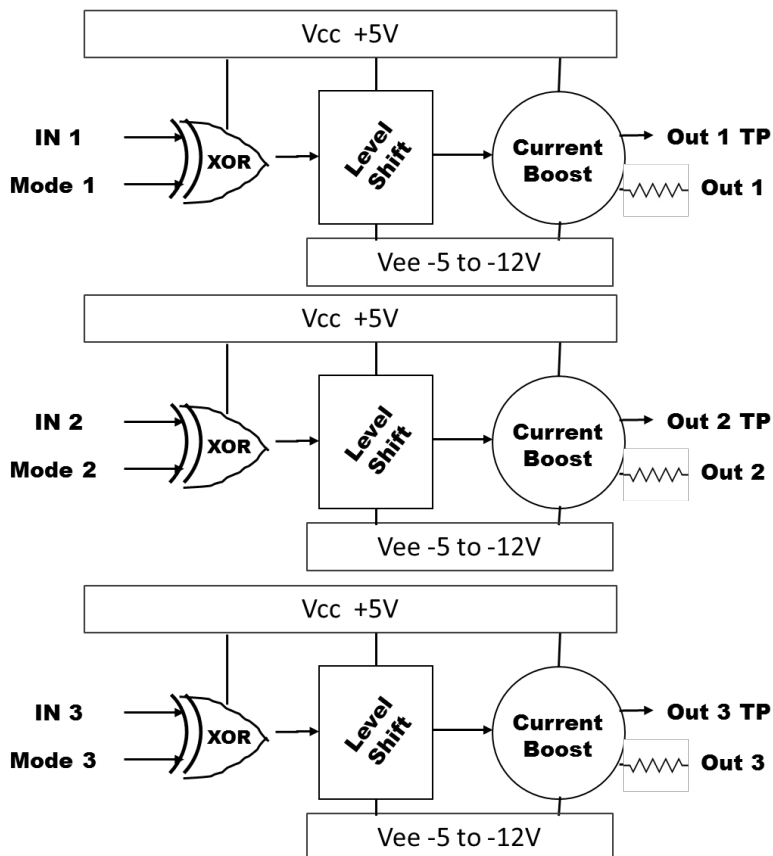 Vcc +5V
IN 1
Mode 1
XOR
Level
Shift
Current
Boost
Out 1 TP
Out 1
Vee -5 to -12V
Vcc +5V
IN 2
Mode 2
XOR
Level
Shift
Current
Boost
Out 2 TP
Out 2
Vee -5 to -12V
Vcc +5V
IN 3
Mode 3
XOR
Level
Shift
Current
Boost
Out 3 TP
Out 3
Vee -5 to -12V